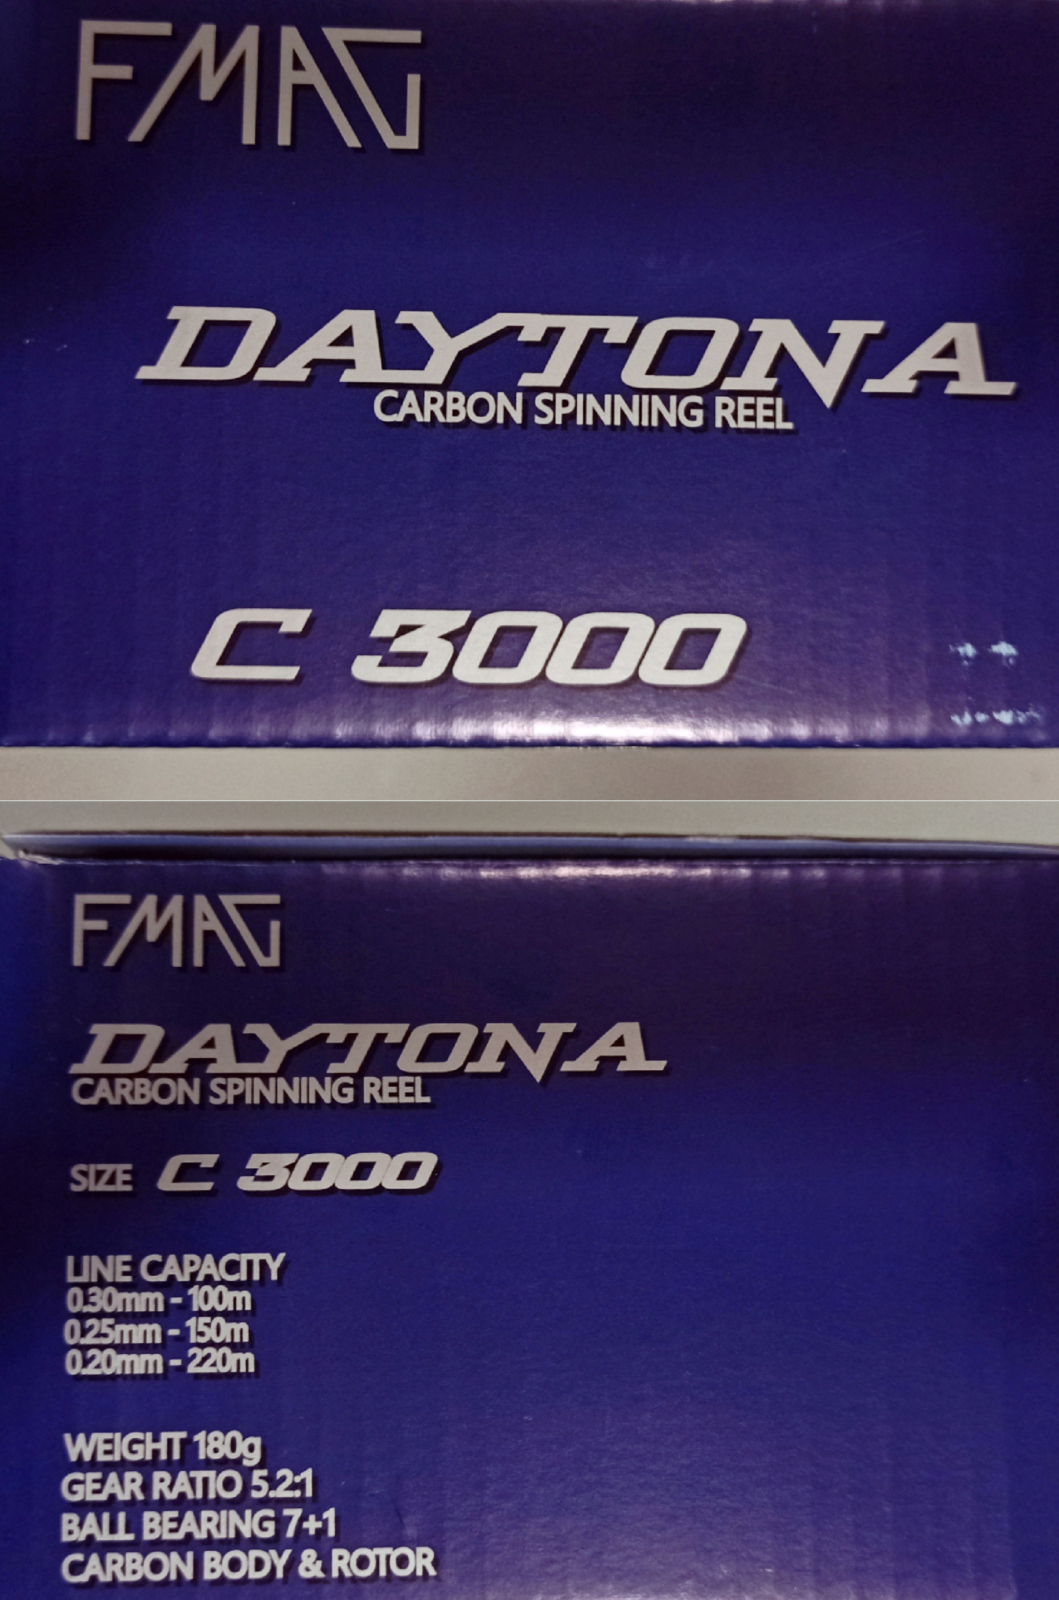 FMAG
DAYTONA
CARBON SPINNING REEL
C 3000
FMAG
DAYTONA
CARBON SPINNING REEL
SIZE C 3000
LINE CAPACITY
0.30mm - 100m
0.25mm - 150m
0.20mm - 220m
WEIGHT 180g
GEAR RATIO 5.2:1
BALL BEARING 7+1
CARBON BODY & ROTOR